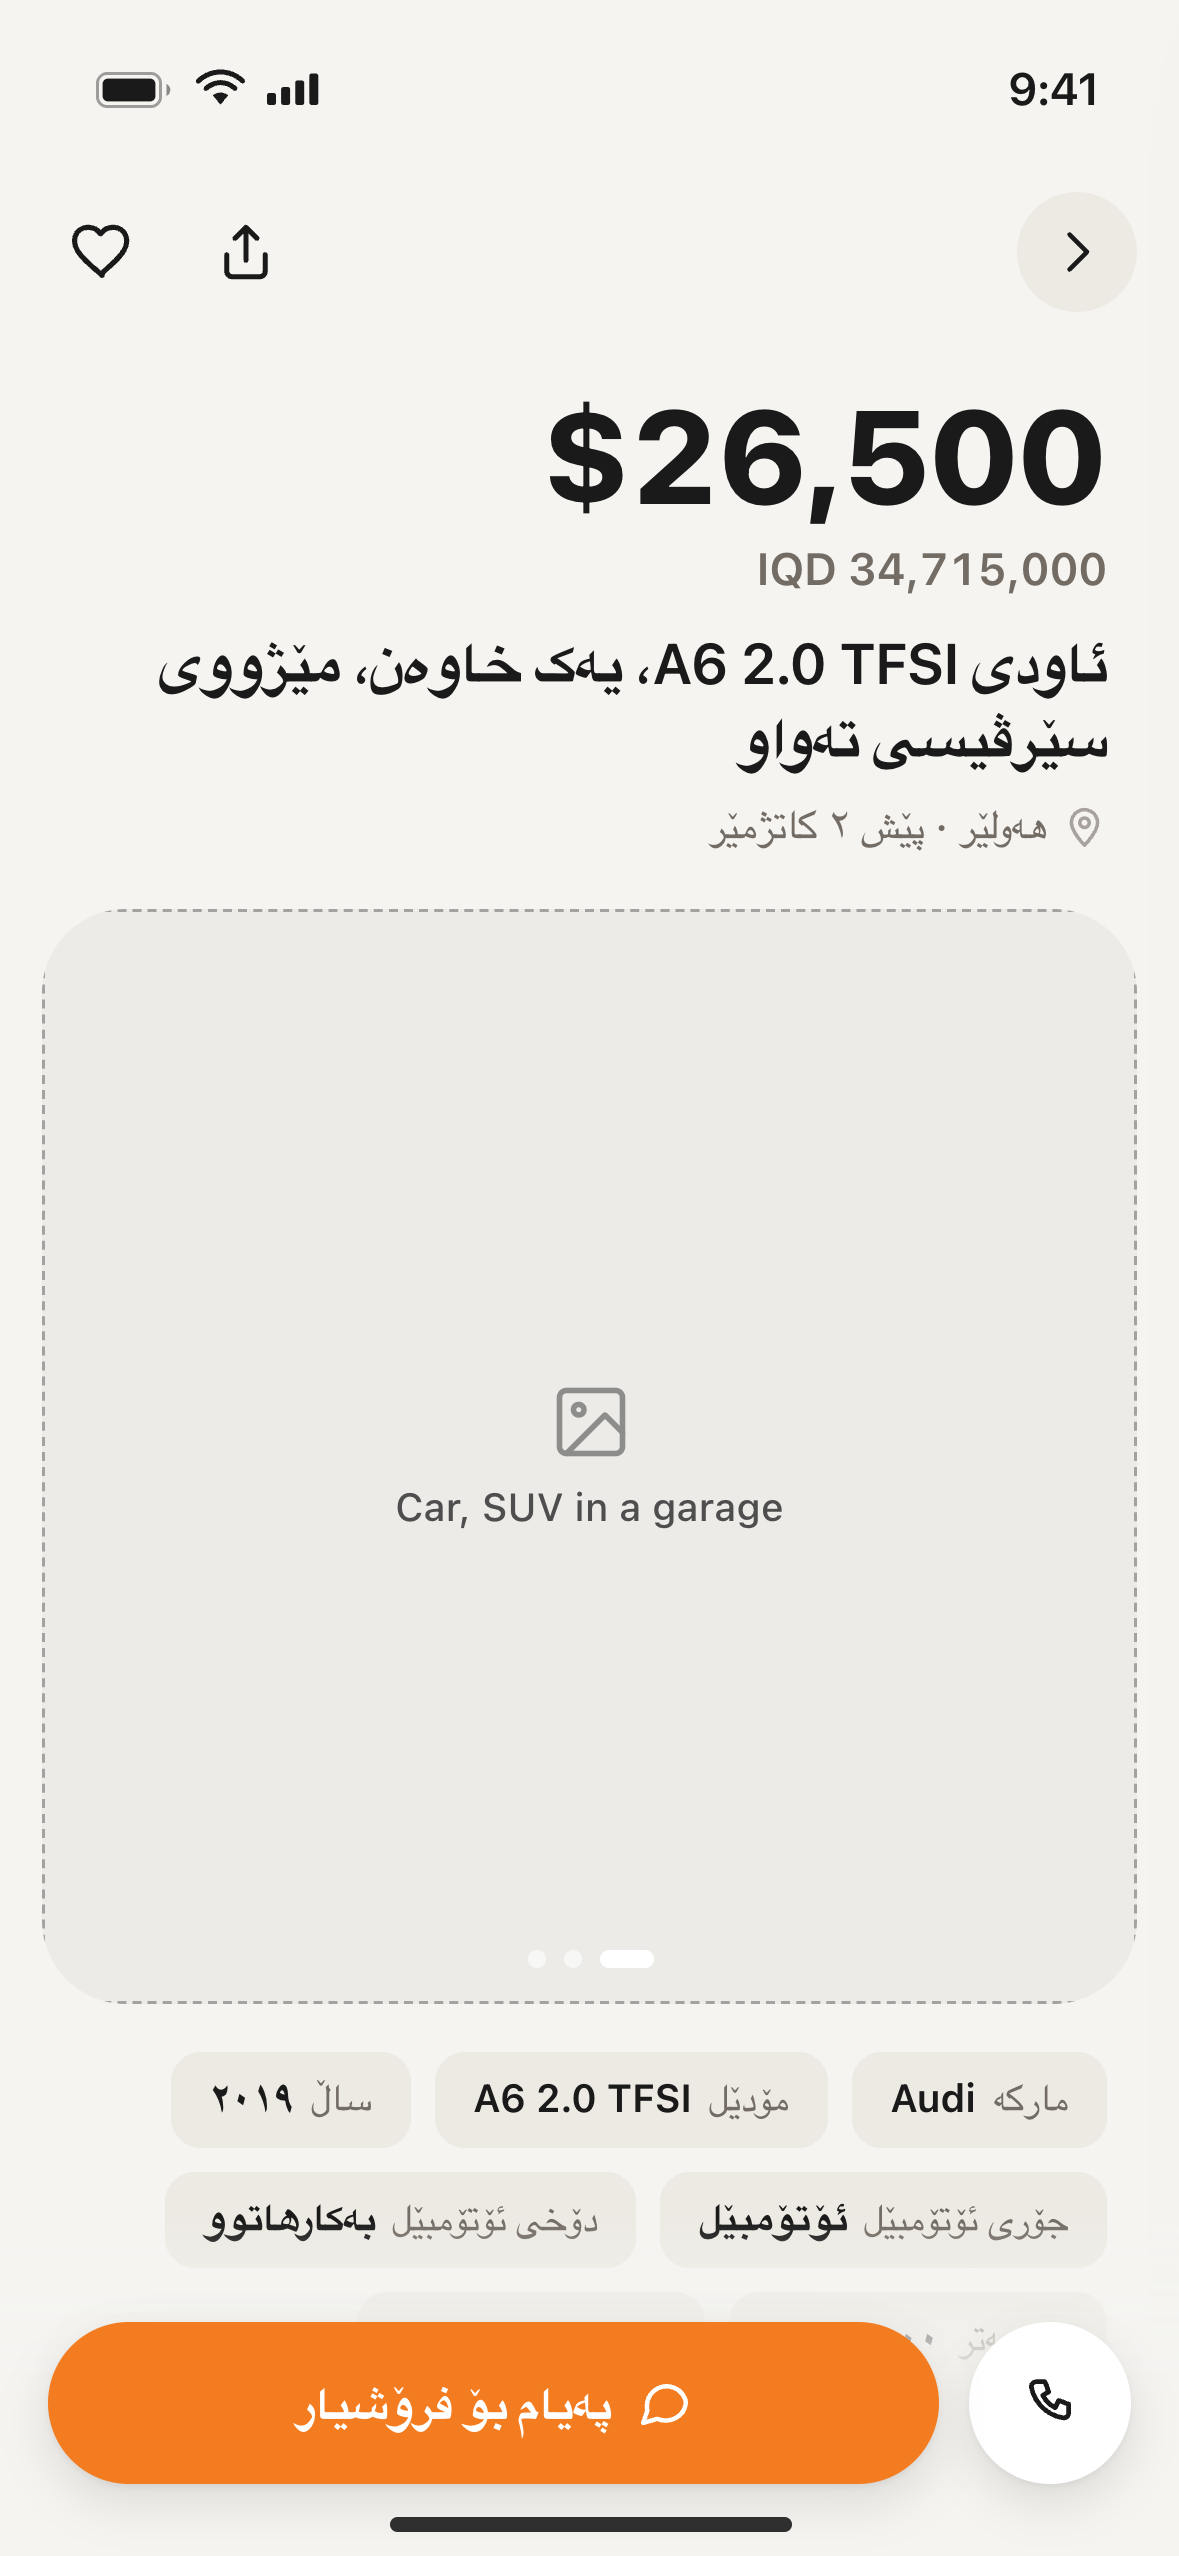 9:41
$26,500
IQD 34,715,000
ئاودی A6 2.0 TFSI، یەک خاوەن، مێژووی
سێرڤیسی تەواو
هەولێر · پێش ٢ کاتژمێر
Car, SUV in a garage
مارکە Audi
مۆدێل A6 2.0 TFSI
ساڵ ٢٠١٩
جۆری ئۆتۆمبێل ئۆتۆمبێل
دۆخی ئۆتۆمبێل بەکارهاتوو
پەیام بۆ فرۆشیار